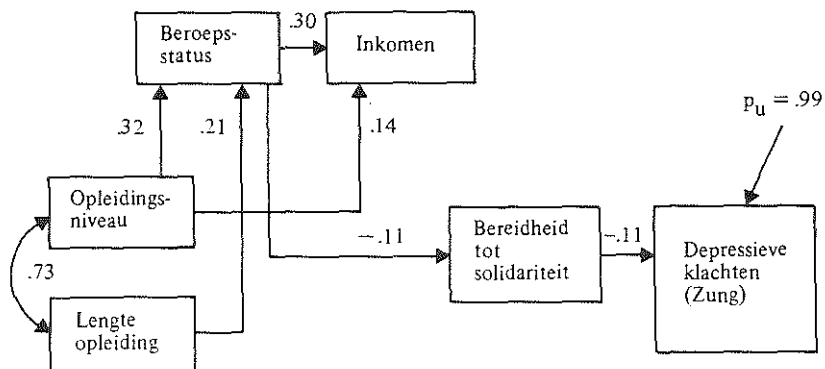 Beroeps-
status
.30
Inkomen
p_u = .99
.32
.21
.14
Opleidings-
niveau
Bereidheid
tot
solidariteit
−.11
−.11
Depressieve
klachten
(Zung)
.73
Lengte
opleiding